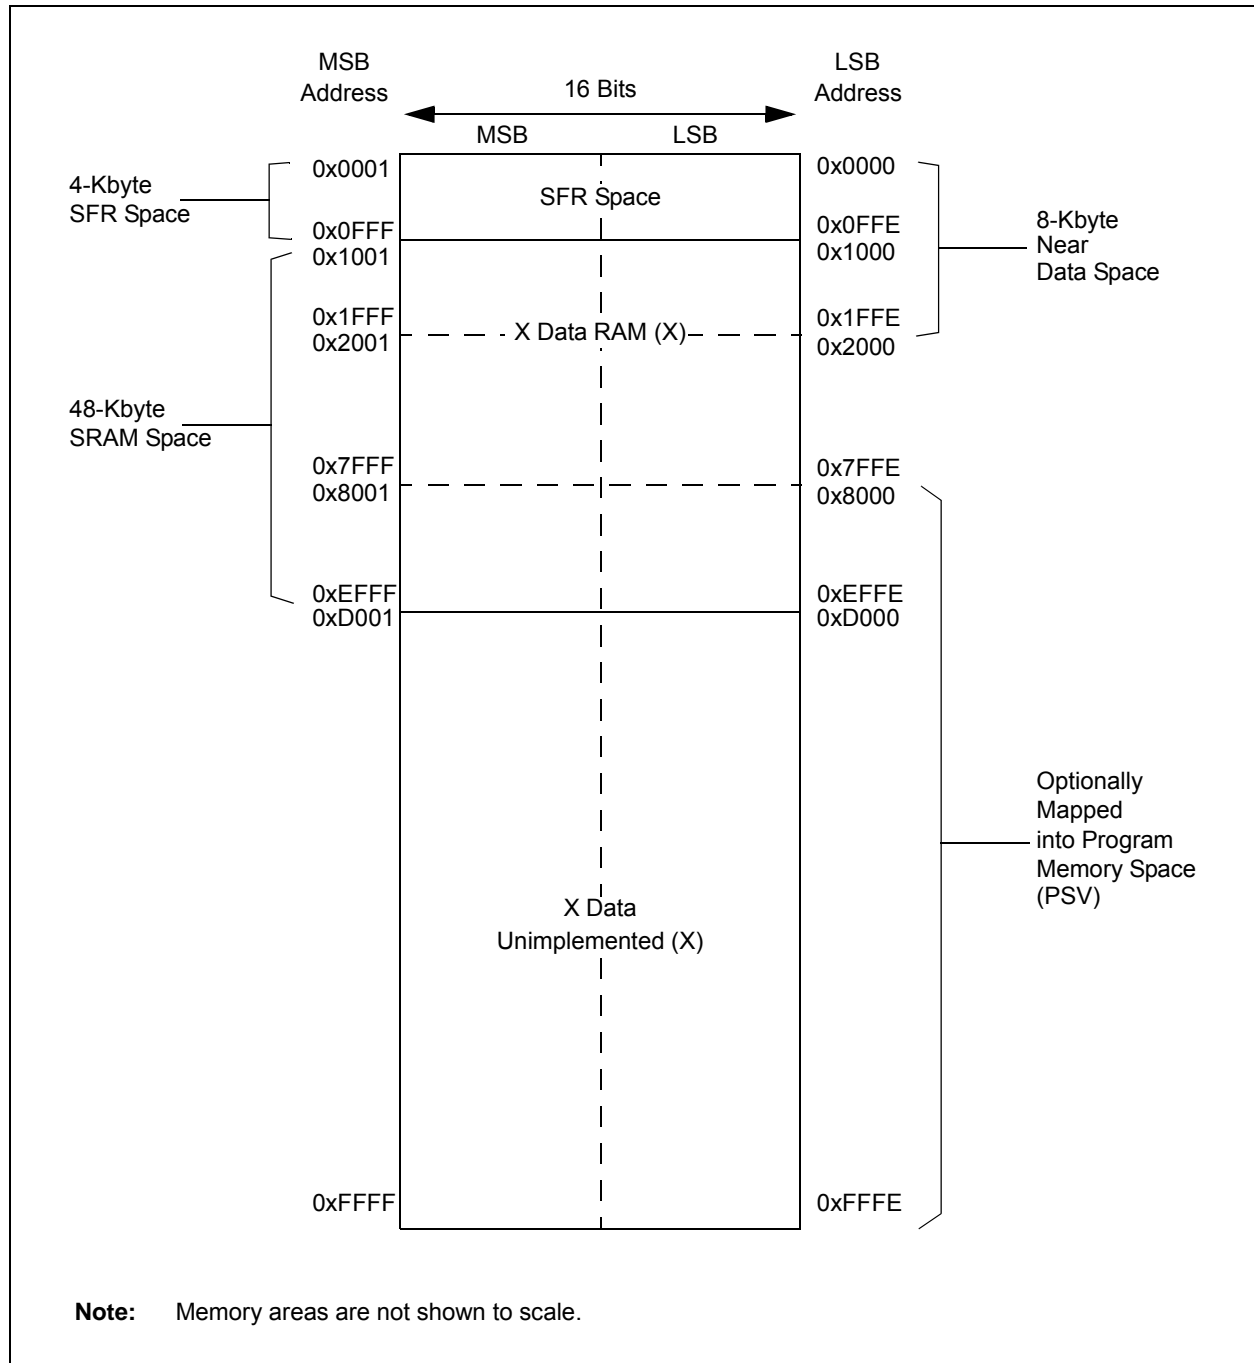 MSB
Address
LSB
Address
16 Bits
MSB
LSB
0x0001
0x0000
4-Kbyte
SFR Space
SFR Space
0x0FFF
0x1001
0x0FFE
0x1000
8-Kbyte
Near
Data Space
0x1FFF
0x2001
X Data RAM (X)
0x1FFE
0x2000
48-Kbyte
SRAM Space
0x7FFF
0x8001
0x7FFE
0x8000
0xEFFF
0xD001
0xEFFE
0xD000
Optionally
Mapped
into Program
Memory Space
(PSV)
X Data
Unimplemented (X)
0xFFFF
0xFFFE
Note: Memory areas are not shown to scale.